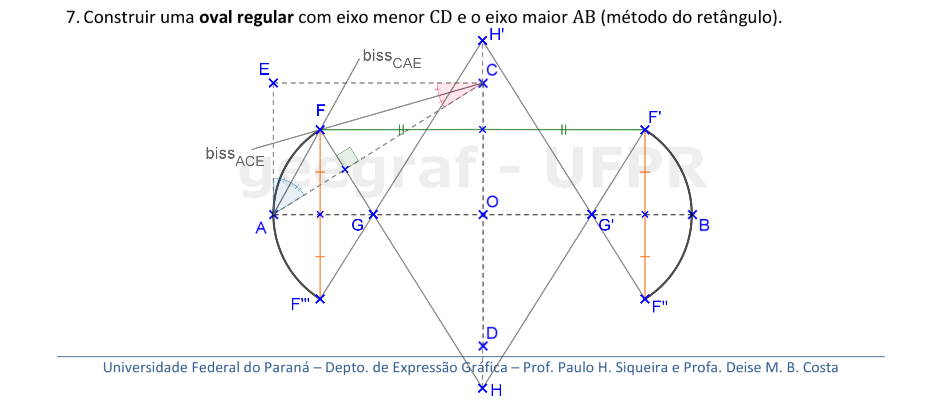 7. Construir uma oval regular com eixo menor CD e o eixo maior AB (método do retângulo).
H'
biss CAE
E
C
F
F'
biss ACE
geegraf - UFPR
O
A
G
G'
B
F'''
F''
D
Universidade Federal do Paraná – Depto. de Expressão Gráfica – Prof. Paulo H. Siqueira e Profa. Deise M. B. Costa
H